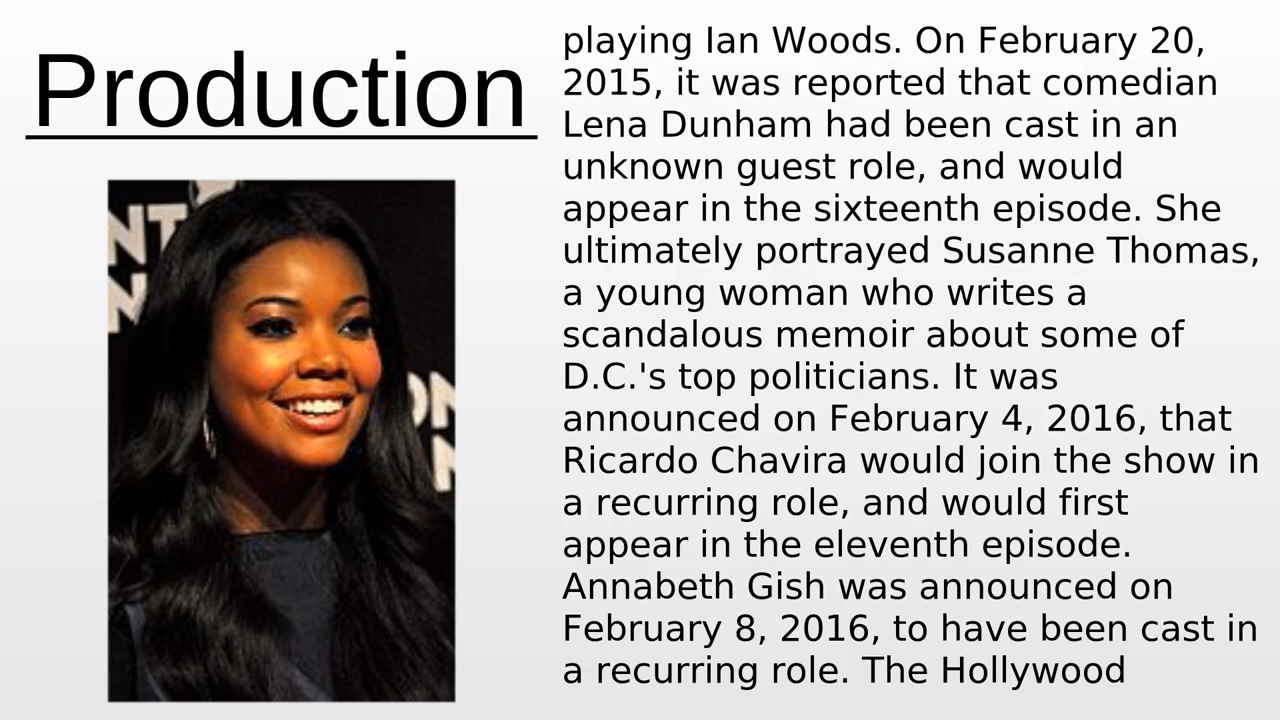 Production
playing Ian Woods. On February 20,
2015, it was reported that comedian
Lena Dunham had been cast in an
unknown guest role, and would
appear in the sixteenth episode. She
ultimately portrayed Susanne Thomas,
a young woman who writes a
scandalous memoir about some of
D.C.'s top politicians. It was
announced on February 4, 2016, that
Ricardo Chavira would join the show in
a recurring role, and would first
appear in the eleventh episode.
Annabeth Gish was announced on
February 8, 2016, to have been cast in
a recurring role. The Hollywood